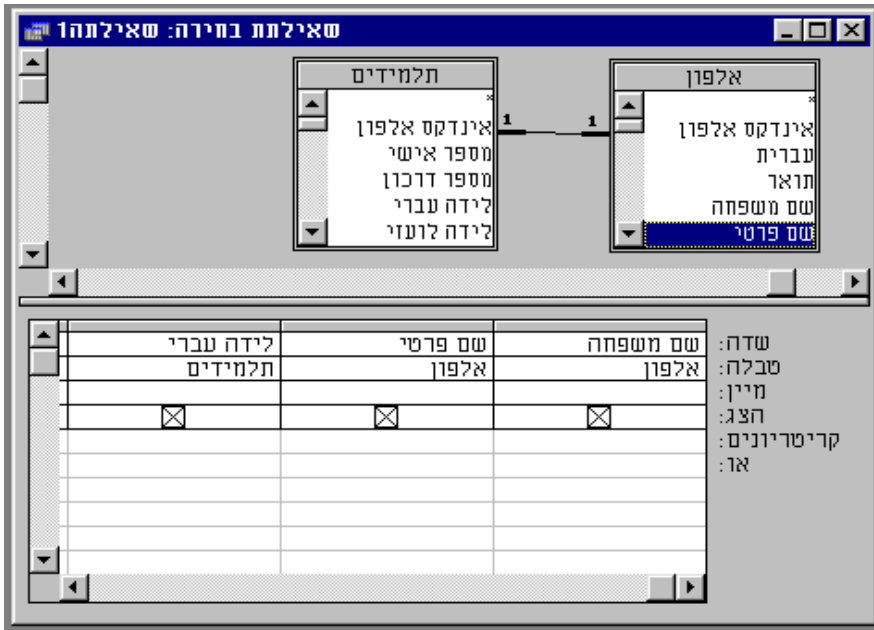 שאילתת בחירה: שאילתה1
אלפון
*
אינדקס אלפון
עברית
תואר
שם משפחה
שם פרטי
1 1
תלמידים
*
אינדקס אלפון
מספר אישי
מספר דרכון
לידה עברי
לידה לועזי
שדה: שם משפחה שם פרטי לידה עברי
טבלה: אלפון אלפון תלמידים
מיין:
הצג:
קריטריונים:
או: